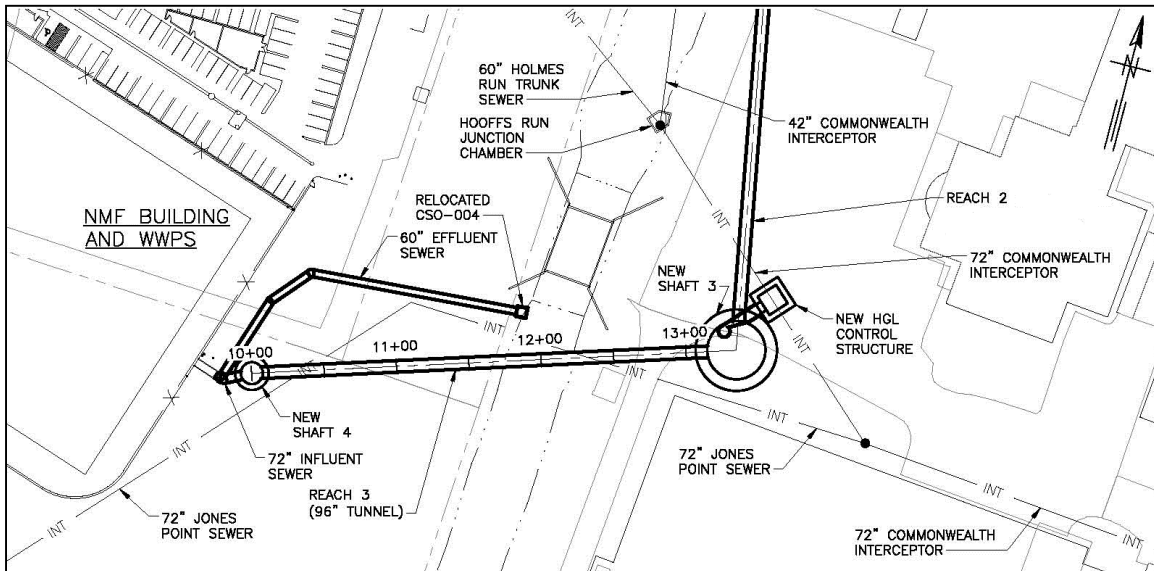 INT
60" HOLMES
RUN TRUNK
SEWER
HOOFFS RUN
JUNCTION
CHAMBER
42" COMMONWEALTH
INTERCEPTOR
N
P
NMF BUILDING
AND WWPS
RELOCATED
CSO-004
60" EFFLUENT
SEWER
INT
REACH 2
72" COMMONWEALTH
INTERCEPTOR
NEW
SHAFT 3
NEW HGL
CONTROL
STRUCTURE
INT
10+00
11+00
12+00
13+00
INT
INT
NEW
SHAFT 4
72" INFLUENT
SEWER
REACH 3
(96" TUNNEL)
INT
INT
72" JONES
POINT SEWER
INT
72" JONES
POINT SEWER
INT
72" COMMONWEALTH
INTERCEPTOR
INT
INT